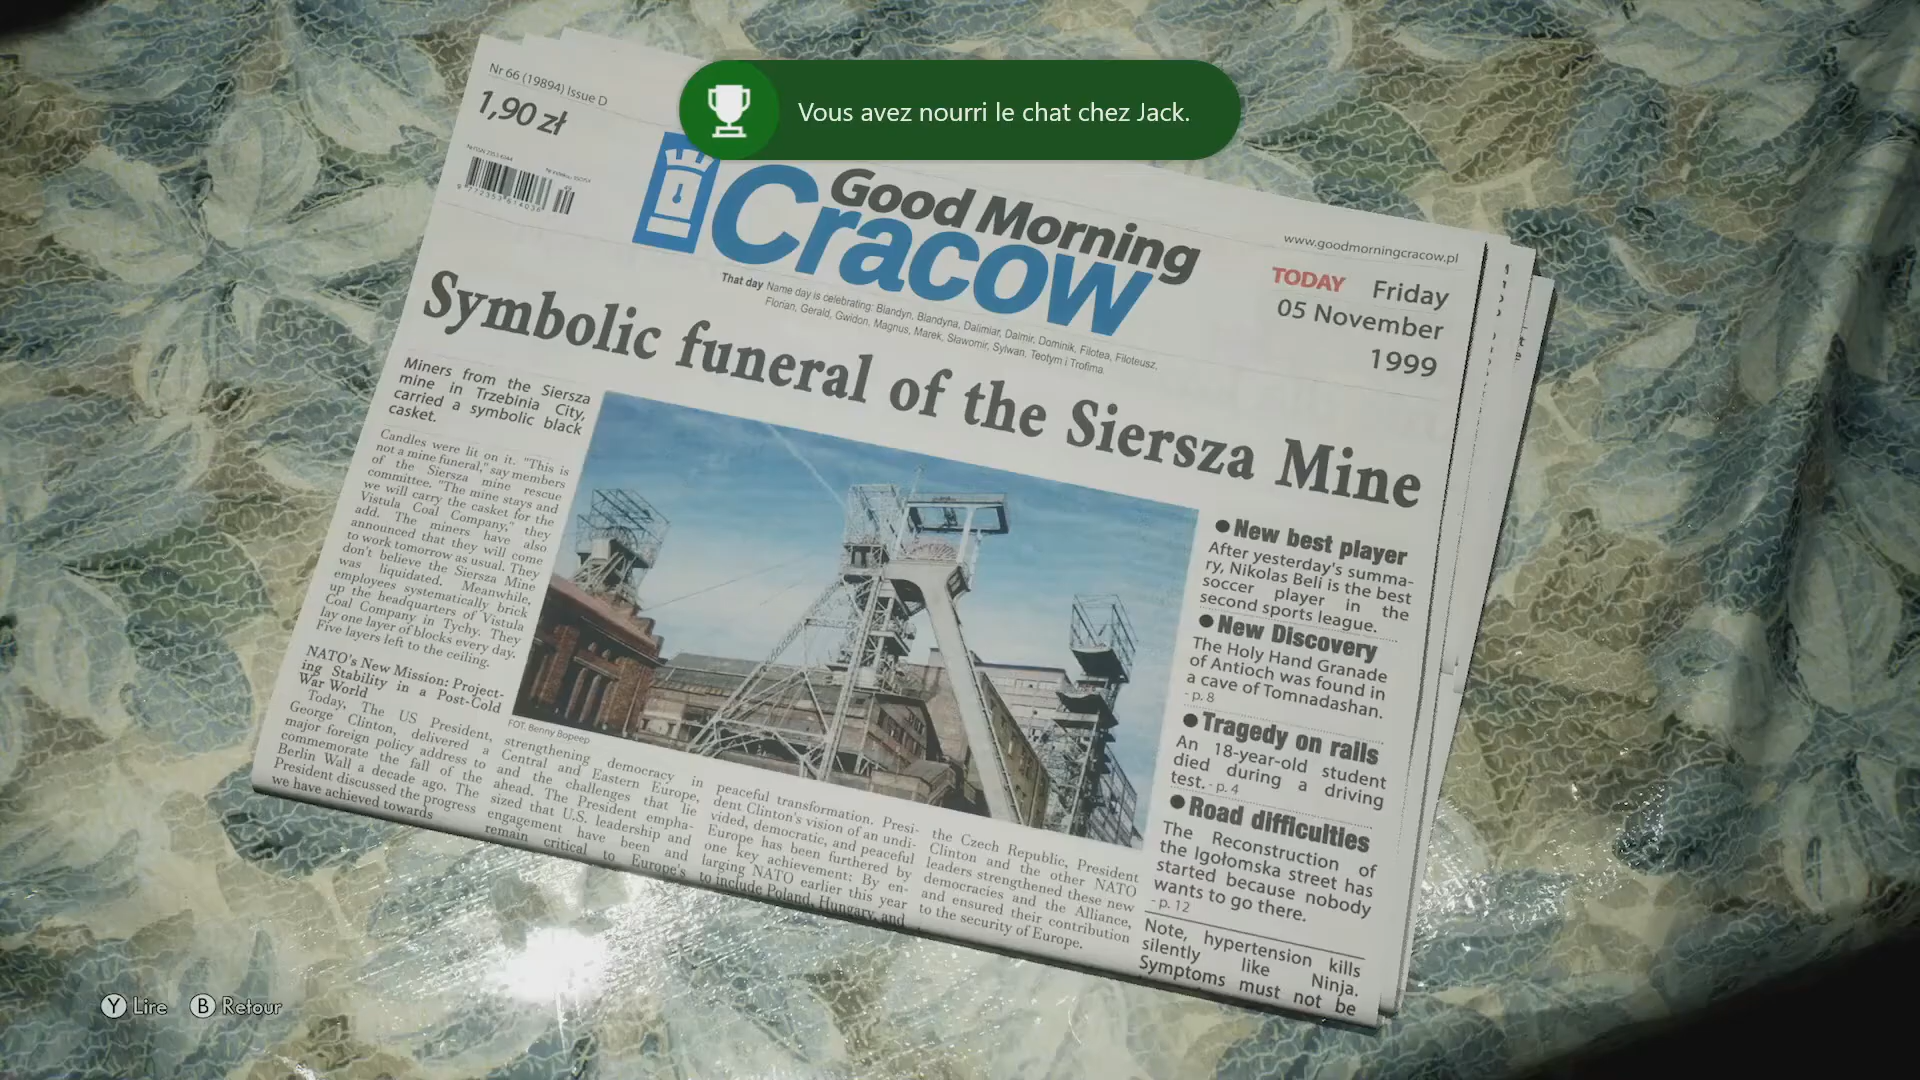 Vous avez nourri le chat chez Jack.
Nr 66 (19894) Issue D
1,90 zł
Good Morning
Cracow
www.goodmorningcracow.pl
TODAY Friday
05 November
1999
That day Name day is celebrating: Blandyn, Blandyna, Dalimiar, Dalmir, Dominik, Filotea, Filoteusz,
Florian, Gerald, Gwidon, Magnus, Marek, Sławomir, Sylwan, Teotym i Trofima.
Symbolic funeral of the Siersza Mine
Miners from the Siersza
mine in Trzebinia City,
carried a symbolic black
casket.
Candles were lit on it. "This is
not a mine funeral," say members
of the Siersza mine rescue
committee. "The mine stays and
we will carry the casket for the
Vistula Coal Company," they
add. The miners have also
announced that they will come
to work tomorrow as usual. They
don't believe the Siersza Mine
was liquidated. Meanwhile,
employees systematically brick
up the headquarters of Vistula
Coal Company in Tychy. They
lay one layer of blocks every day.
Five layers left to the ceiling.
NATO's New Mission: Project-
ing Stability in a Post-Cold
War World
Today, The US President,
George Clinton, delivered a
major foreign policy address to
commemorate the fall of the
Berlin Wall a decade ago. The
President discussed the progress
we have achieved towards
FOT: Benny Bopeep
strengthening democracy in
Central and Eastern Europe,
and the challenges that lie
ahead. The President empha-
sized that U.S. leadership and
engagement have been and
remain critical to Europe's
peaceful transformation. Presi-
dent Clinton's vision of an undi-
vided, democratic, and peaceful
Europe has been furthered by
one key achievement: By en-
larging NATO earlier this year
to include Poland, Hungary, and
the Czech Republic, President
Clinton and the other NATO
leaders strengthened these new
democracies and the Alliance,
and ensured their contribution
to the security of Europe.
● New best player
After yesterday's summa-
ry, Nikolas Beli is the best
soccer player in the
second sports league.
● New Discovery
The Holy Hand Granade
of Antioch was found in
a cave of Tomnadashan.
- p. 8
● Tragedy on rails
An 18-year-old student
died during a driving
test. - p. 4
● Road difficulties
The Reconstruction of
the Igołomska street has
started because nobody
wants to go there.
- p. 12
Note, hypertension kills
silently like Ninja.
Symptoms must not be
Y Lire B Retour